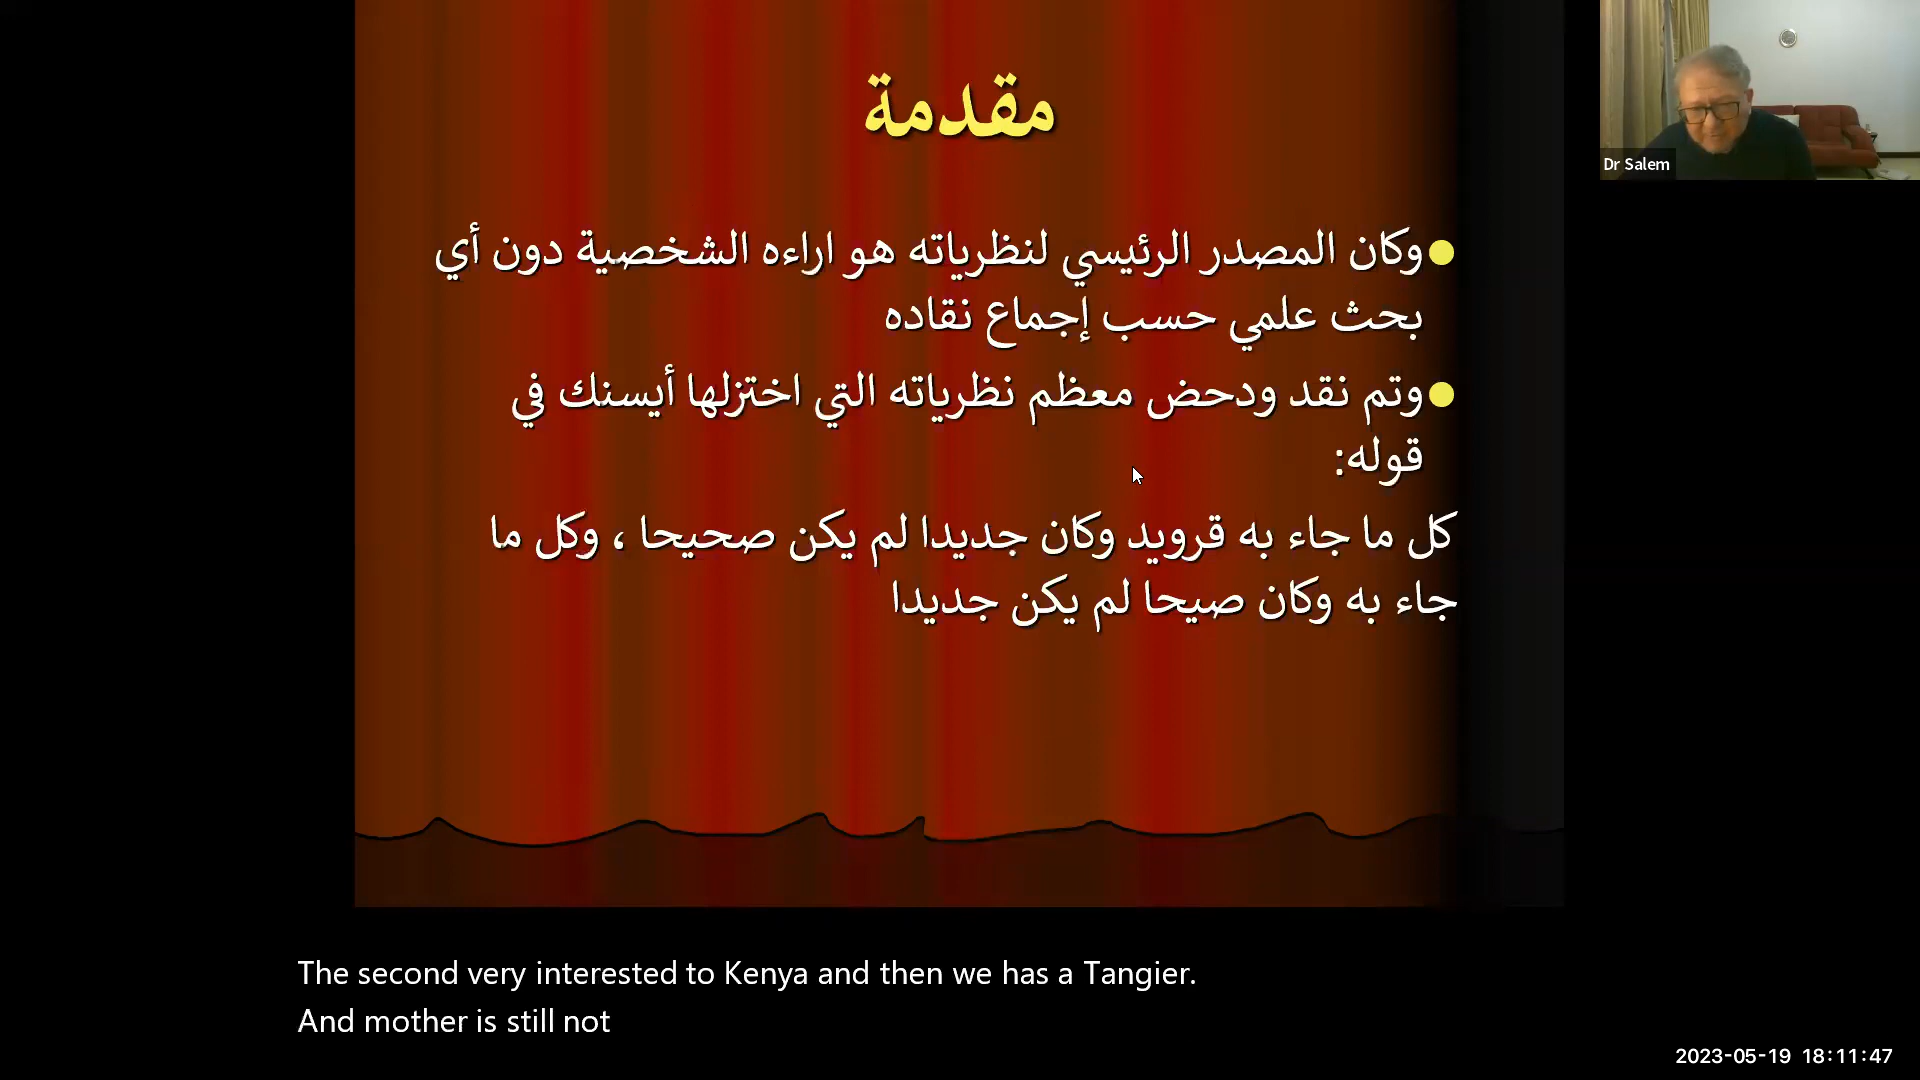 مقدمة
وكان المصدر الرئيسي لنظرياته هو اراءه الشخصية دون أي
بحث علمي حسب إجماع نقاده
وتم نقد ودحض معظم نظرياته التي اختزلها أيسنك في
قوله:
كل ما جاء به قرويد وكان جديدا لم يكن صحيحا ، وكل ما
جاء به وكان صيحا لم يكن جديدا
Dr Salem
The second very interested to Kenya and then we has a Tangier.
And mother is still not
2023-05-19 18:11:47